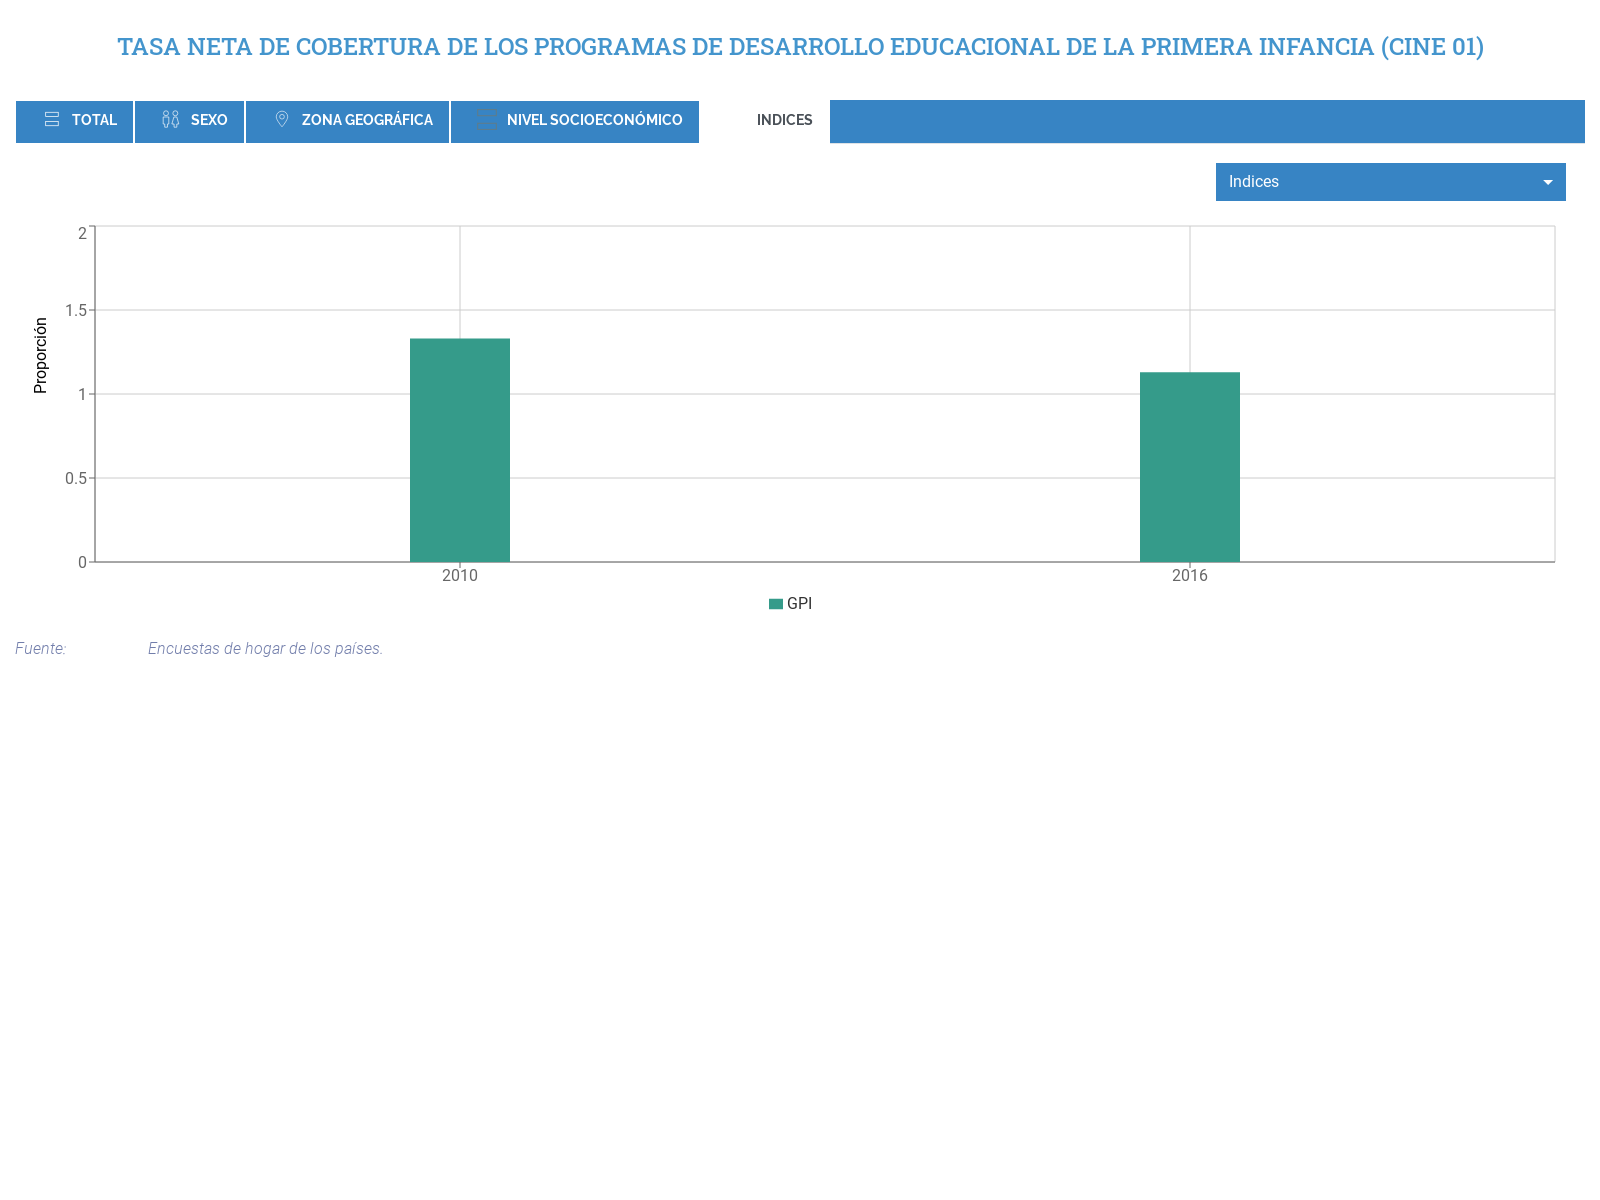 TASA NETA DE COBERTURA DE LOS PROGRAMAS DE DESARROLLO EDUCACIONAL DE LA PRIMERA INFANCIA (CINE 01)
TOTAL SEXO ZONA GEOGRÁFICA NIVEL SOCIOECONÓMICO INDICES
Indices
2
1.5
1
0.5
0
Proporción
2010 2016
GPI
Fuente: Encuestas de hogar de los países.